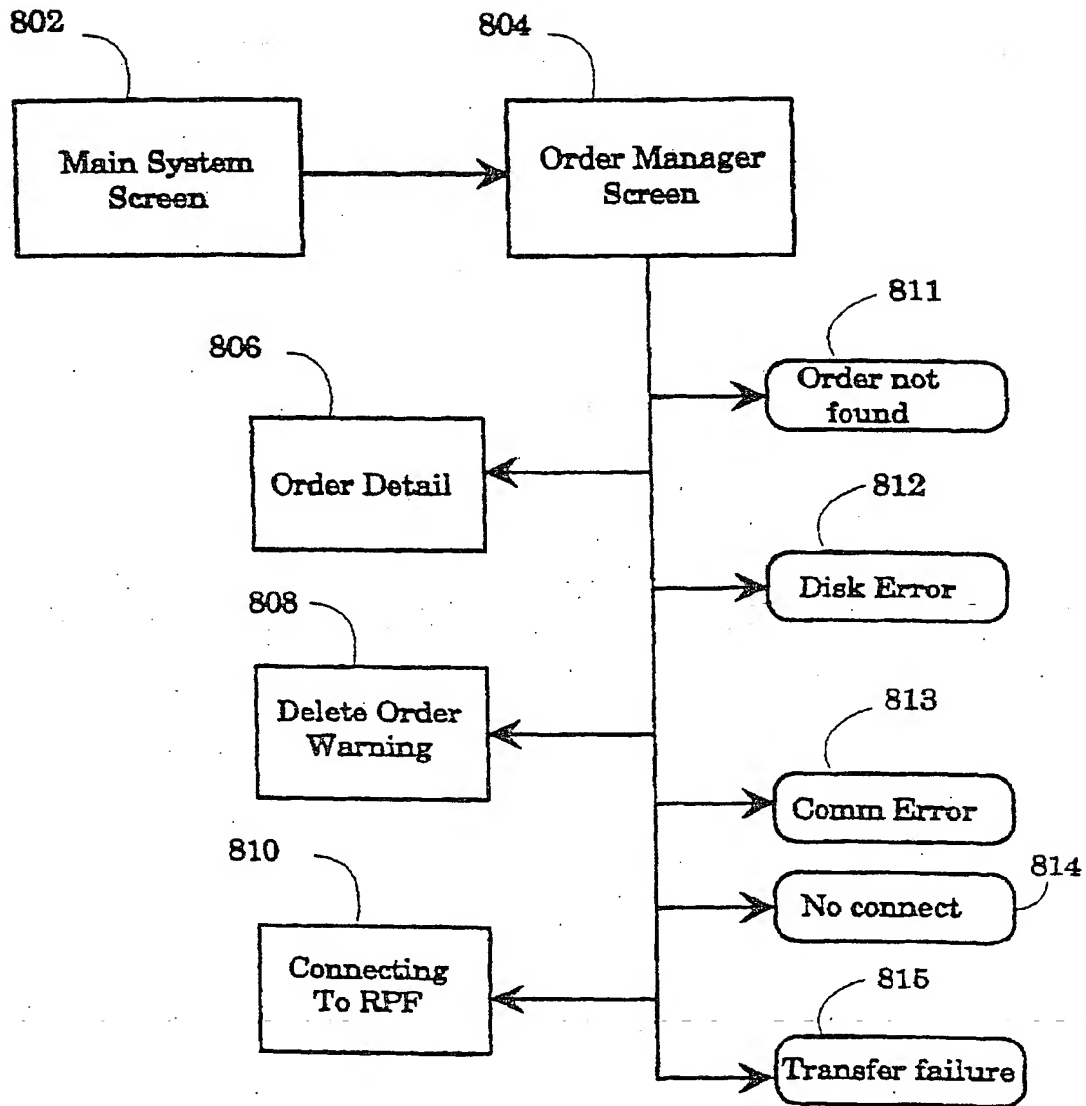 802
804
Main System
Screen
Order Manager
Screen
811
Order not
found
806
Order Detail
812
Disk Error
808
Delete Order
Warning
813
Comm Error
814
No connect
810
Connecting
To RPF
815
Transfer failure